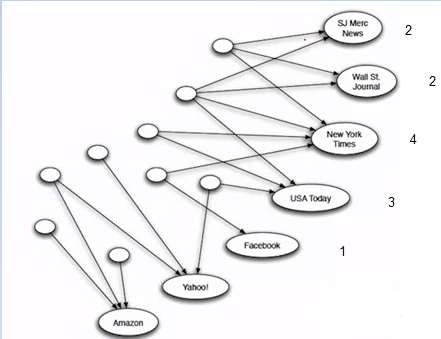 SJ Merc
News
2
Wall St.
Journal
2
New York
Times
4
USA Today
3
Facebook
1
Yahoo!
Amazon